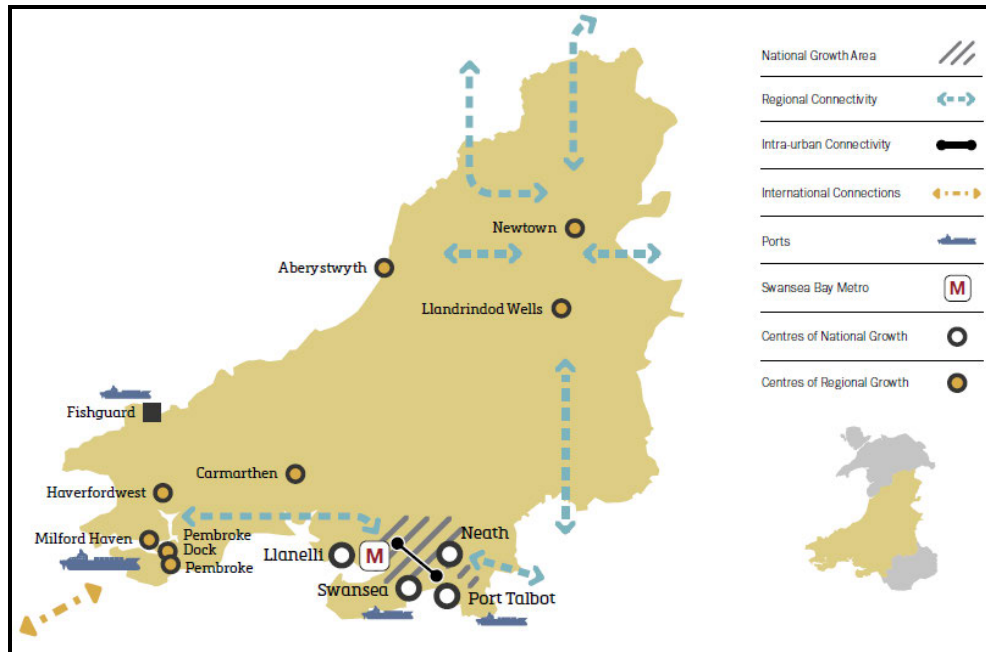 National Growth Area
Regional Connectivity
Intra-urban Connectivity
International Connections
Ports
Swansea Bay Metro
M
Centres of National Growth
Centres of Regional Growth
Newtown
Aberystwyth
Llandrindod Wells
Fishguard
Carmarthen
Haverfordwest
Milford Haven
Pembroke
Dock
Pembroke
Llanelli
M
Neath
Swansea
Port Talbot